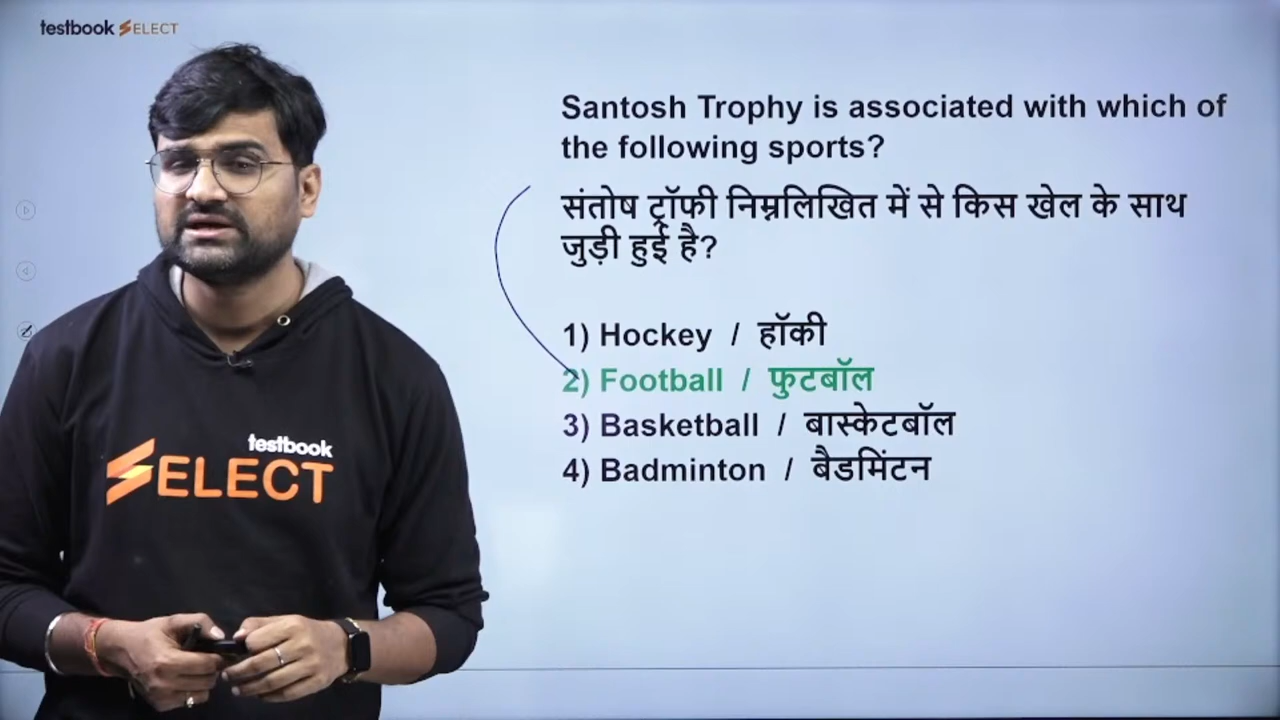 testbook SELECT
Santosh Trophy is associated with which of
the following sports?
संतोष ट्रॉफी निम्नलिखित में से किस खेल के साथ
जुड़ी हुई है?
1) Hockey / हॉकी
2) Football / फुटबॉल
3) Basketball / बास्केटबॉल
4) Badminton / बैडमिंटन
testbook
SELECT